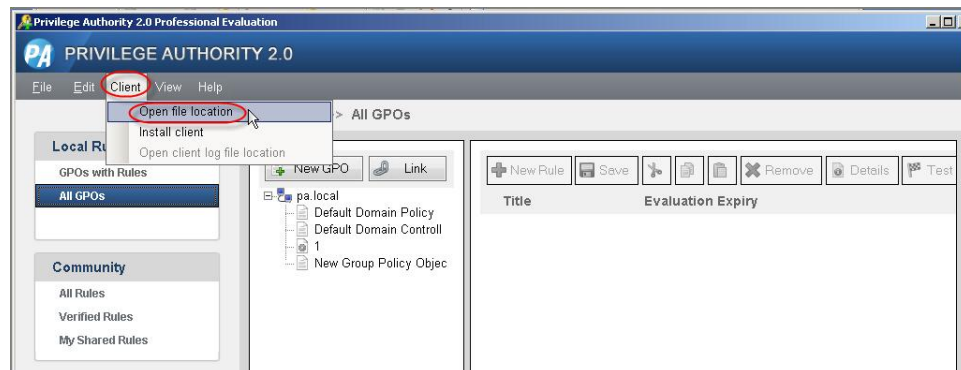 Privilege Authority 2.0 Professional Evaluation
PA PRIVILEGE AUTHORITY 2.0
File Edit Client View Help
Open file location
Install client
Open client log file location
> All GPOs
Local Ru
GPOs with Rules
All GPOs
Community
All Rules
Verified Rules
My Shared Rules
New GPO Link
pa.local
Default Domain Policy
Default Domain Controll
1
New Group Policy Objec
New Rule Save Remove Details Test
Title Evaluation Expiry